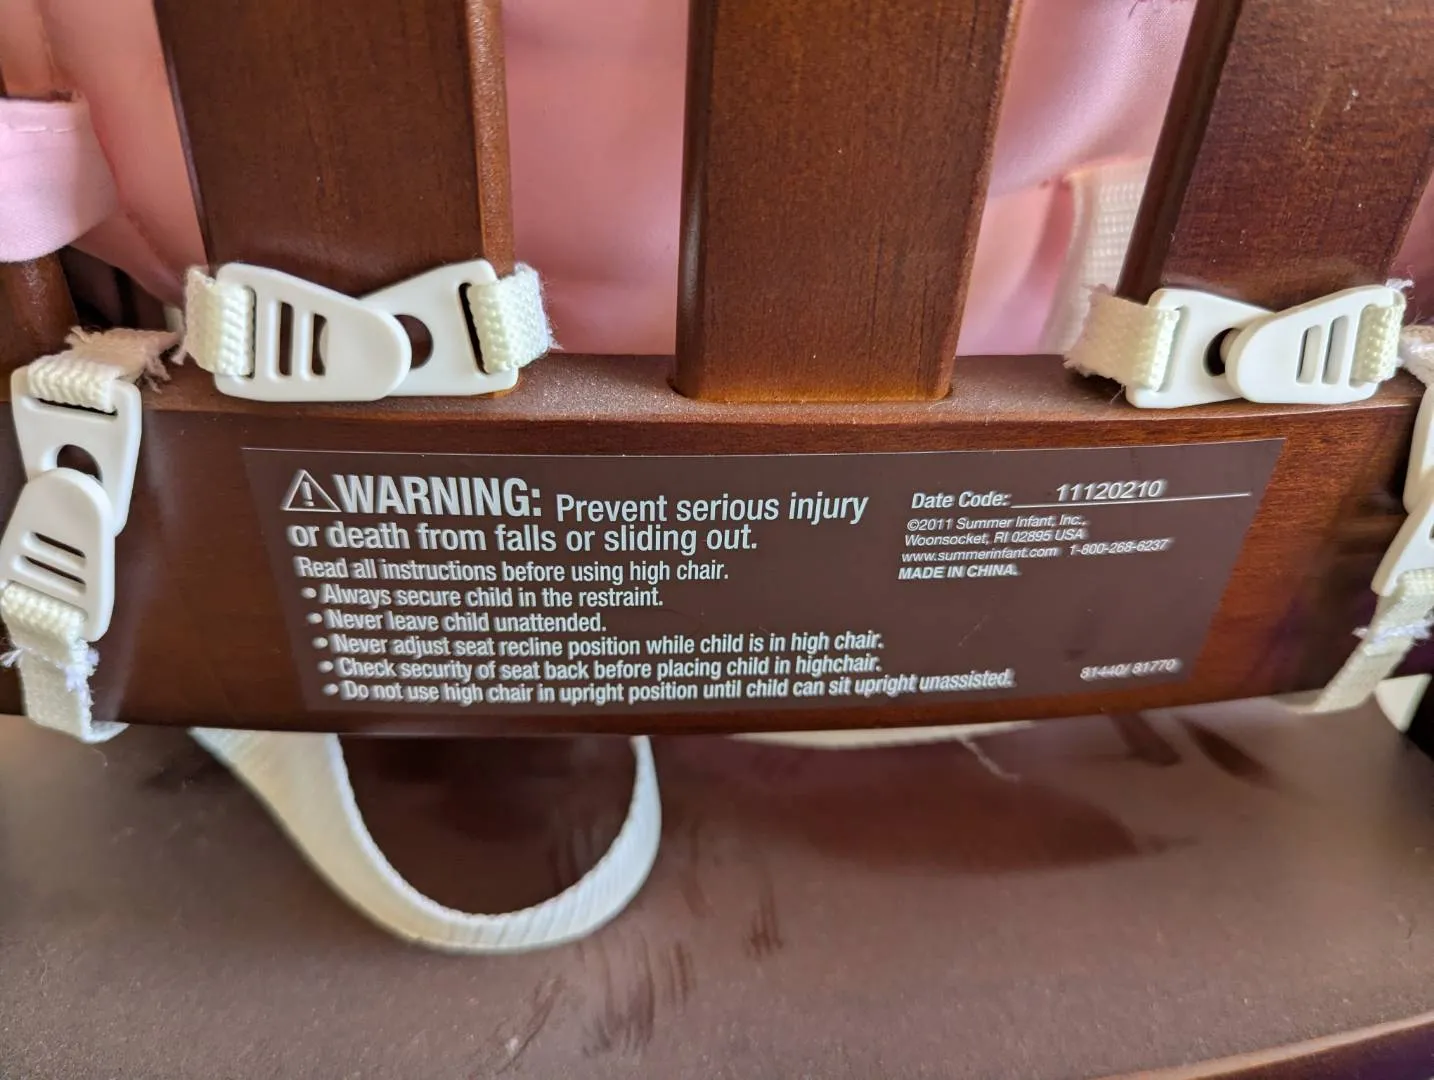 WARNING: Prevent serious injury
or death from falls or sliding out.
Read all instructions before using high chair.
• Always secure child in the restraint.
• Never leave child unattended.
• Never adjust seat recline position while child is in high chair.
• Check security of seat back before placing child in highchair.
• Do not use high chair in upright position until child can sit upright unassisted.
Date Code: 11120210
©2011 Summer Infant, Inc.,
Woonsocket, RI 02895 USA
www.summerinfant.com 1-800-268-6237
MADE IN CHINA.
81440/ 81770